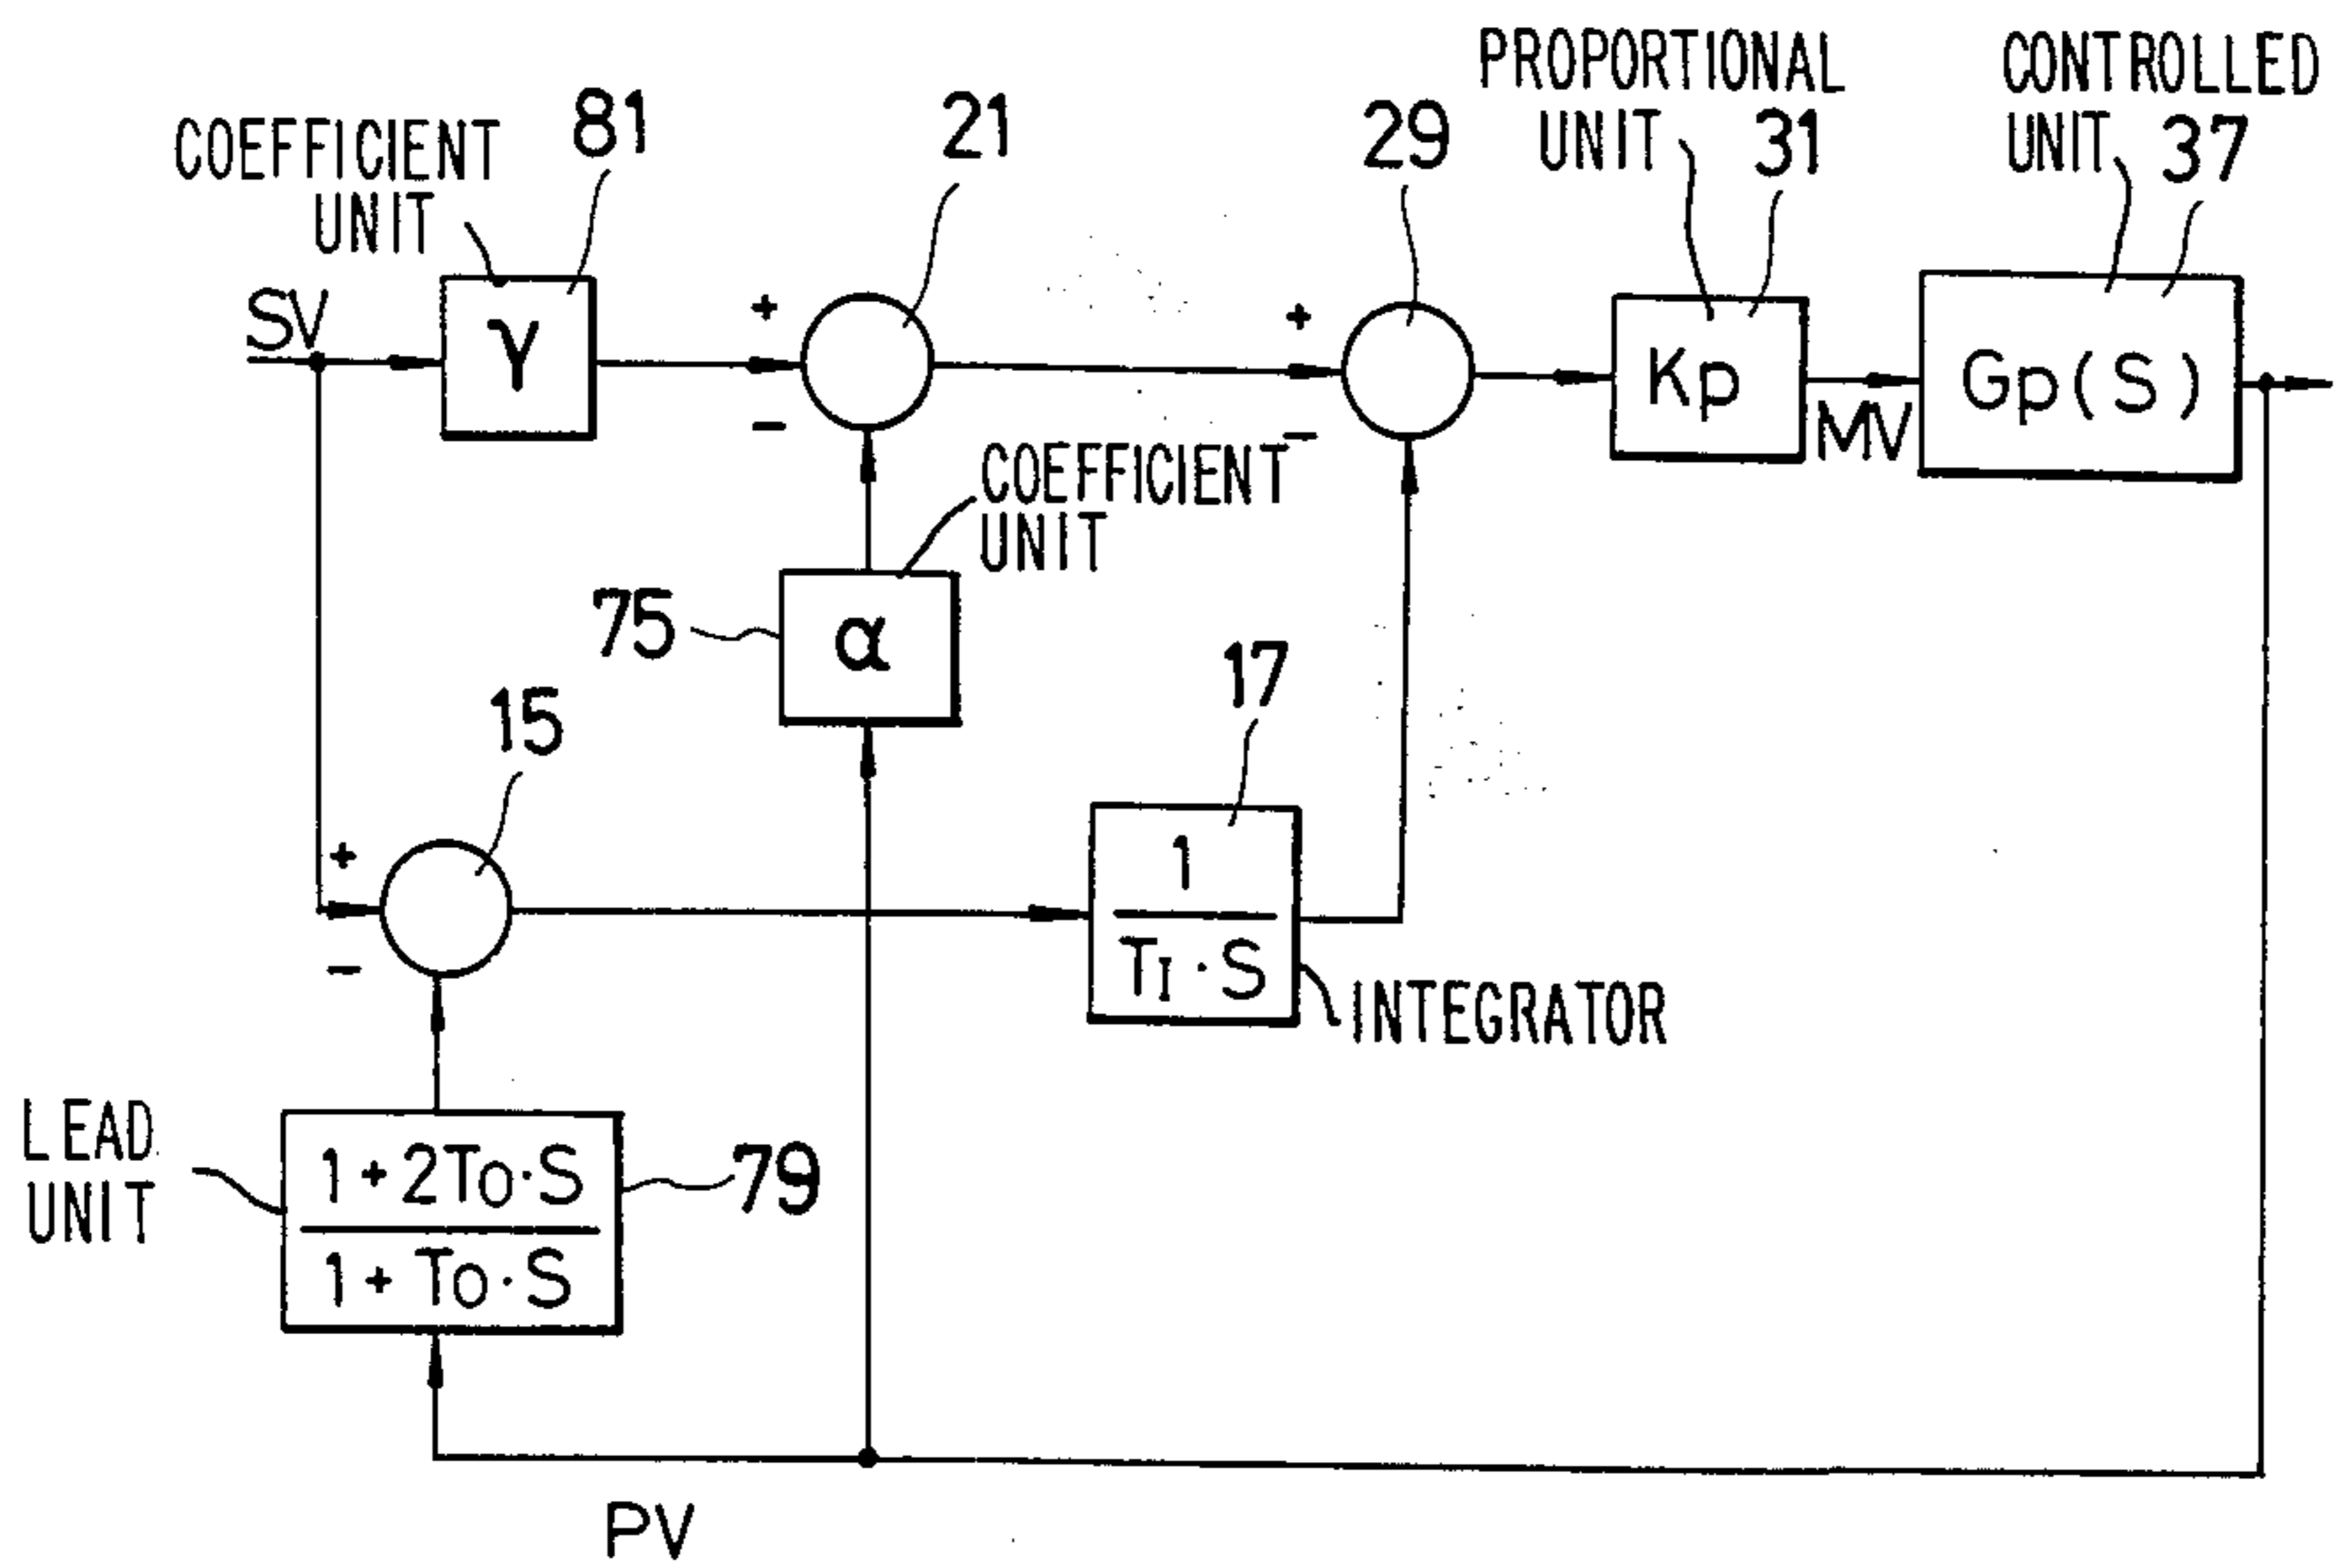 PROPORTIONAL
UNIT 31
CONTROLLED
UNIT 37
COEFFICIENT
UNIT
81
21
29
SV
γ
+
−
+
−
Kp
MV
Gp(S)
COEFFICIENT
UNIT
75
α
15
17
+
−
1
TI·S
INTEGRATOR
LEAD
UNIT
1+2To·S
1+To·S
79
PV